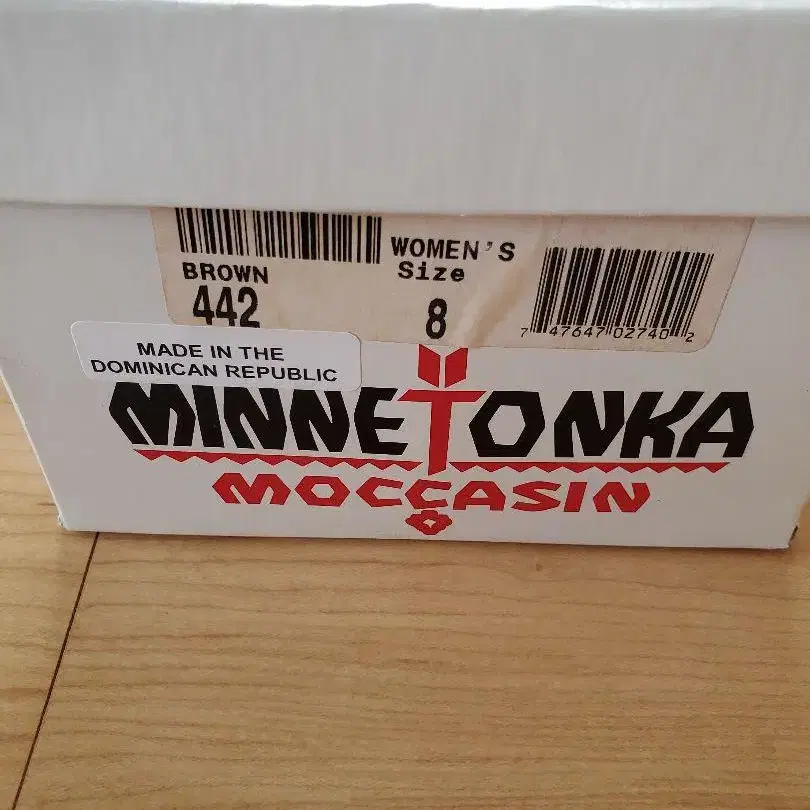 WOMEN'S
BROWN Size
442 8
7 47647 02740 2
MADE IN THE
DOMINICAN REPUBLIC
MINNETONKA
MOCCASIN